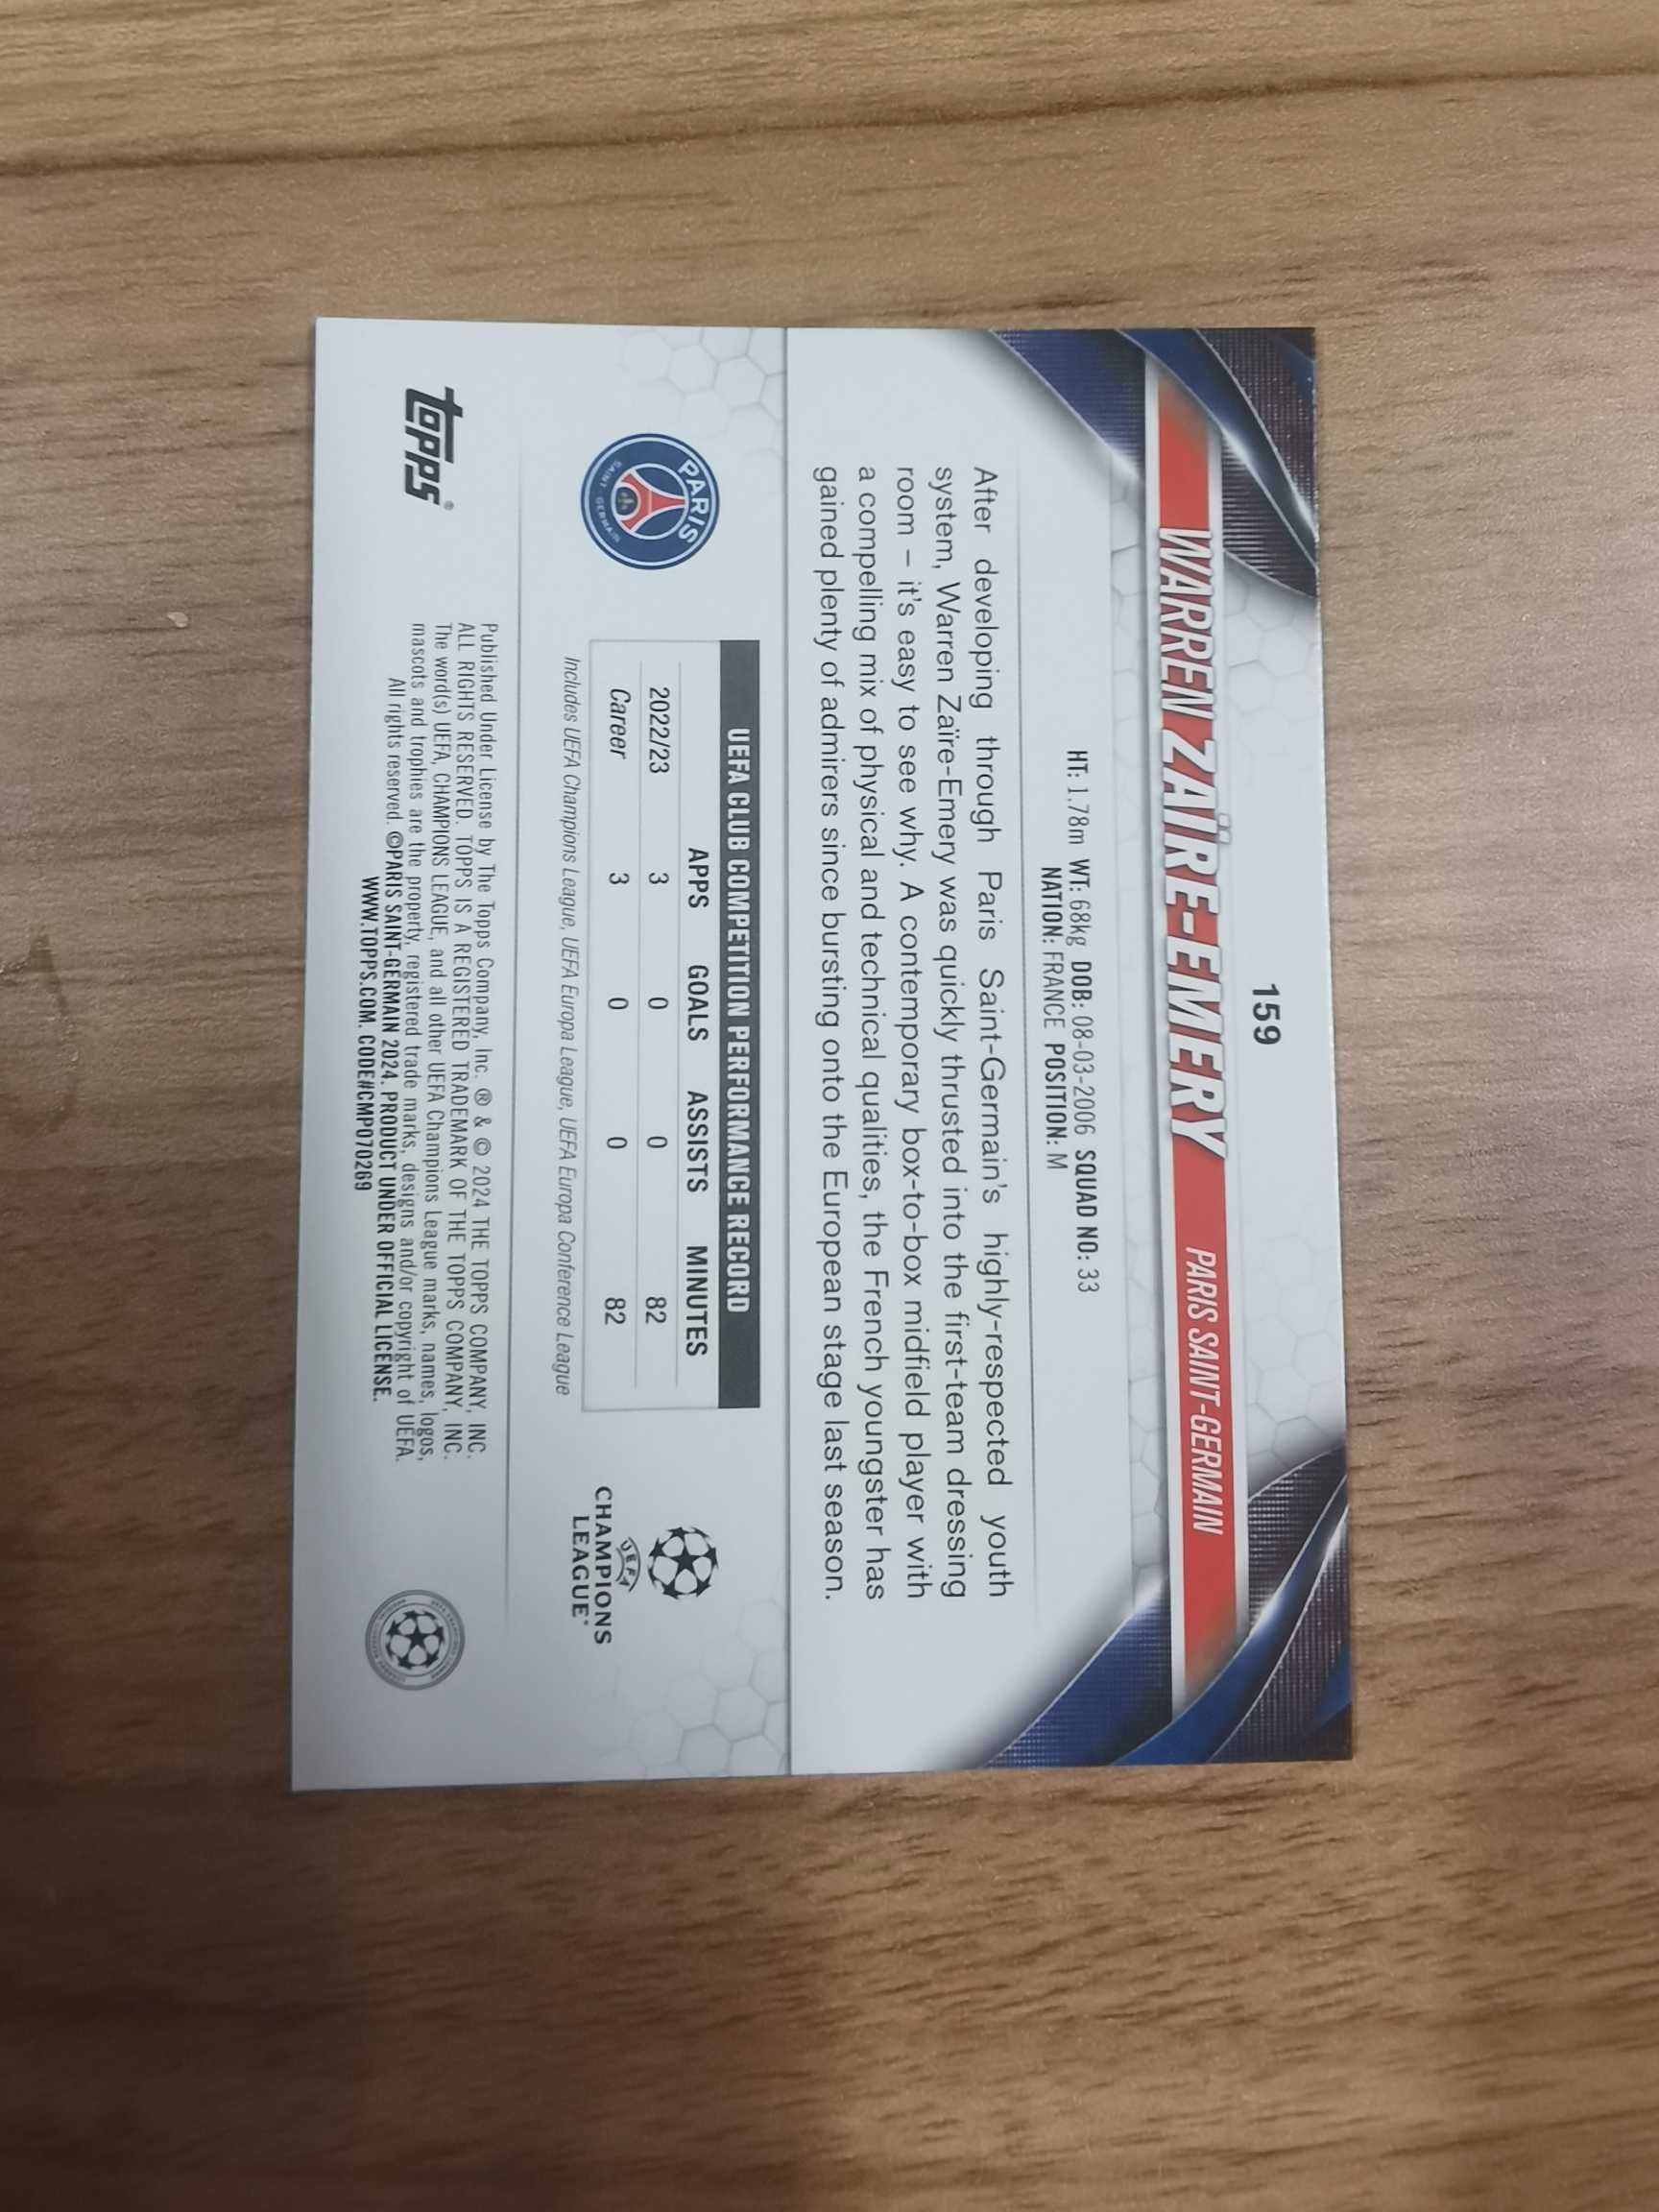 159
WARREN ZAÏRE-EMERY PARIS SAINT-GERMAIN
HT: 1.78m WT: 68kg DOB: 08-03-2006 SQUAD NO: 33
NATION: FRANCE POSITION: M
After developing through Paris Saint-Germain's highly-respected youth
system, Warren Zaïre-Emery was quickly thrusted into the first-team dressing
room – it's easy to see why. A contemporary box-to-box midfield player with
a compelling mix of physical and technical qualities, the French youngster has
gained plenty of admirers since bursting onto the European stage last season.
PARIS
SAINT-GERMAIN
UEFA CLUB COMPETITION PERFORMANCE RECORD
APPS GOALS ASSISTS MINUTES
2022/23 3 0 0 82
Career 3 0 0 82
Includes UEFA Champions League, UEFA Europa League, UEFA Europa Conference League
UEFA
CHAMPIONS
LEAGUE®
topps®
Published Under License by The Topps Company, Inc. ® & © 2024 THE TOPPS COMPANY, INC.
ALL RIGHTS RESERVED. TOPPS IS A REGISTERED TRADEMARK OF THE TOPPS COMPANY, INC.
The word(s) UEFA, CHAMPIONS LEAGUE, and all other UEFA Champions League marks, names, logos,
mascots and trophies are the property, registered trade marks, designs and/or copyright of UEFA.
All rights reserved. ©PARIS SAINT-GERMAIN 2024. PRODUCT UNDER OFFICIAL LICENSE.
WWW.TOPPS.COM. CODE#CMP070269